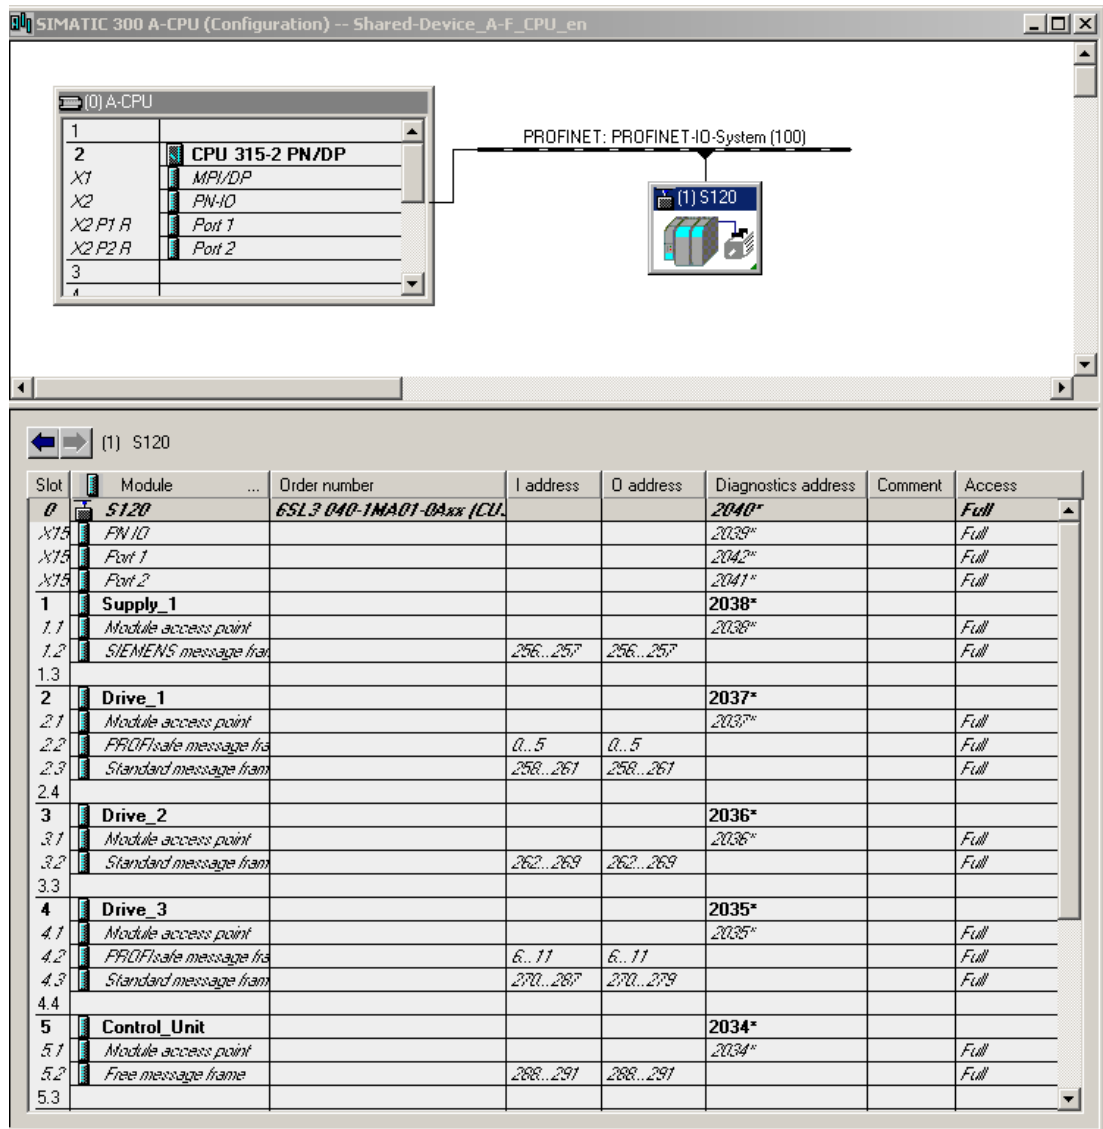 SIMATIC 300 A-CPU (Configuration) -- Shared-Device_A-F_CPU_en
(0) A-CPU
1
2 CPU 315-2 PN/DP
X1 MPI/DP
X2 PN-IO
X2 P1 R Port 1
X2 P2 R Port 2
3
4
PROFINET: PROFINET-IO-System (100)
(1) S120
(1) S120
Slot Module ... Order number I address O address Diagnostics address Comment Access
0 S120 6SL3 040-1MA01-0Axx (CU. 2040* Full
X15 PN IO 2039* Full
X15 Port 1 2042* Full
X15 Port 2 2041* Full
1 Supply_1 2038*
1.1 Module access point 2038* Full
1.2 SIEMENS message fra 256...257 256...257 Full
1.3
2 Drive_1 2037*
2.1 Module access point 2037* Full
2.2 PROFIsafe message fra 0...5 0...5 Full
2.3 Standard message fram 258...261 258...261 Full
2.4
3 Drive_2 2036*
3.1 Module access point 2036* Full
3.2 Standard message fram 262...269 262...269 Full
3.3
4 Drive_3 2035*
4.1 Module access point 2035* Full
4.2 PROFIsafe message fra 6...11 6...11 Full
4.3 Standard message fram 270...287 270...279 Full
4.4
5 Control_Unit 2034*
5.1 Module access point 2034* Full
5.2 Free message frame 288...291 288...291 Full
5.3